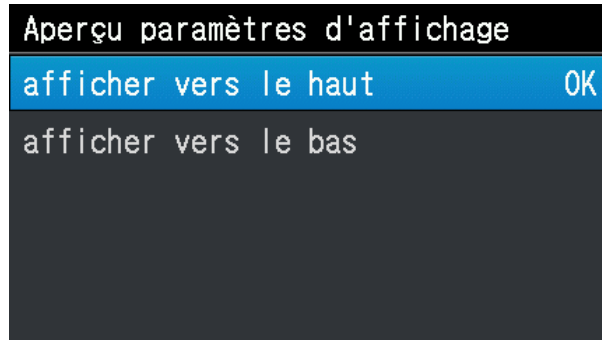 Aperçu paramètres d'affichage
afficher vers le haut OK
afficher vers le bas